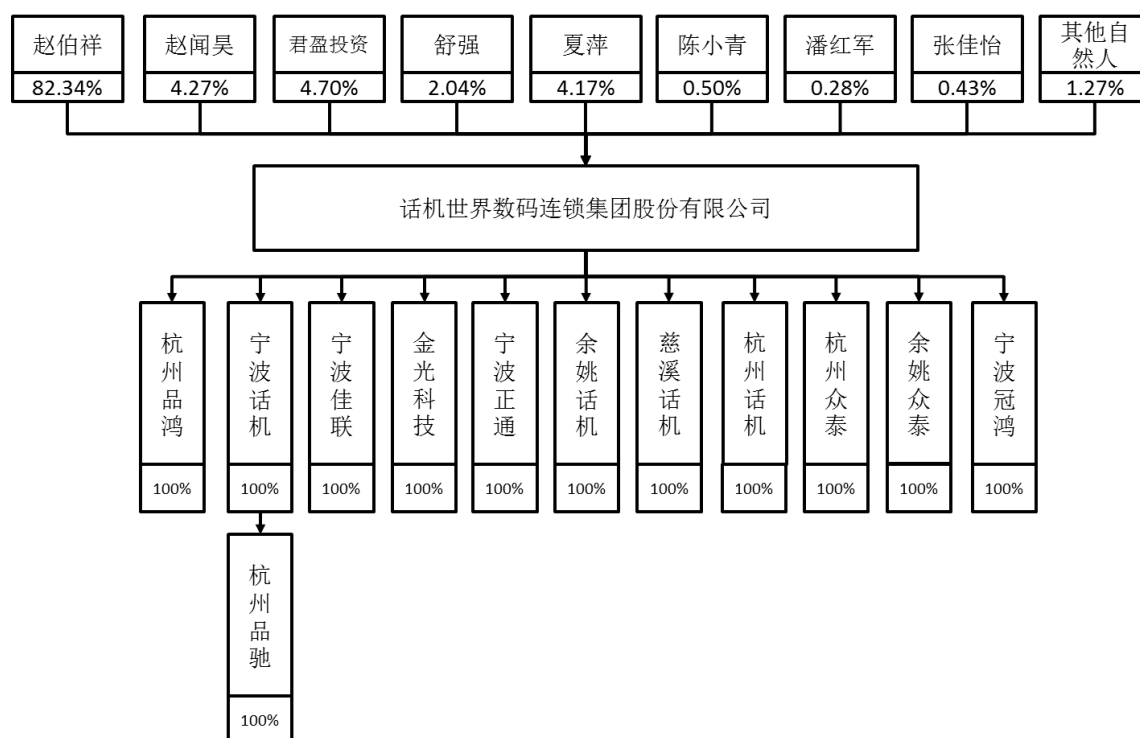 赵伯祥
82.34%
赵闻昊
4.27%
君盈投资
4.70%
舒强
2.04%
夏萍
4.17%
陈小青
0.50%
潘红军
0.28%
张佳怡
0.43%
其他自
然人
1.27%
话机世界数码连锁集团股份有限公司
杭州品鸿
100%
宁波话机
100%
宁波佳联
100%
金光科技
100%
宁波正通
100%
余姚话机
100%
慈溪话机
100%
杭州话机
100%
杭州众泰
100%
余姚众泰
100%
宁波冠鸿
100%
杭州品驰
100%